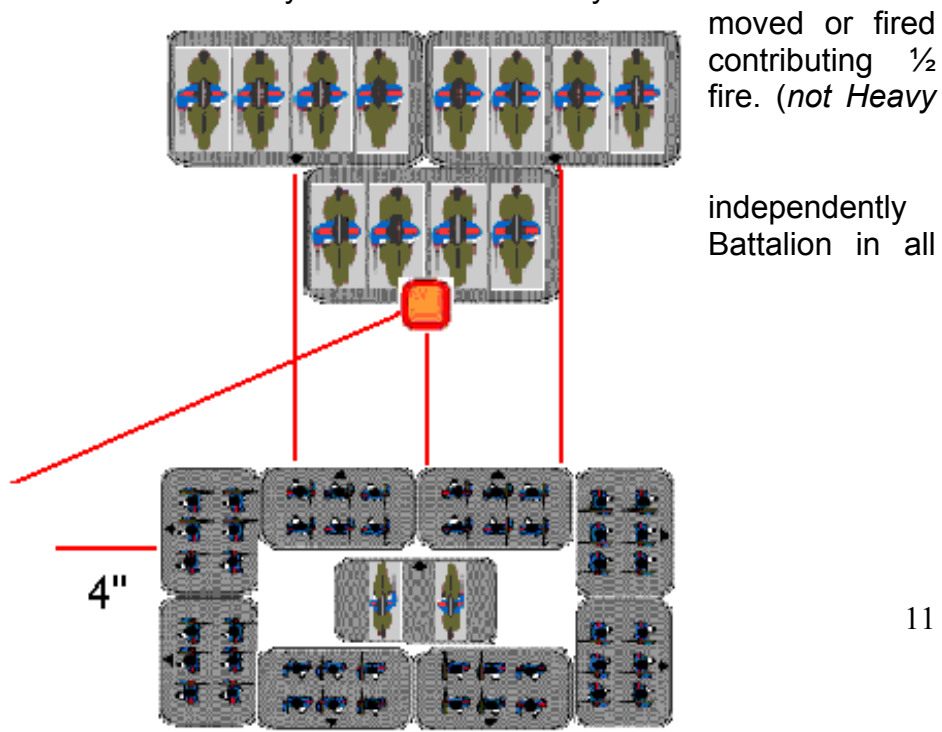 moved or fired
contributing ½
fire. (not Heavy
independently
Battalion in all
4"
11